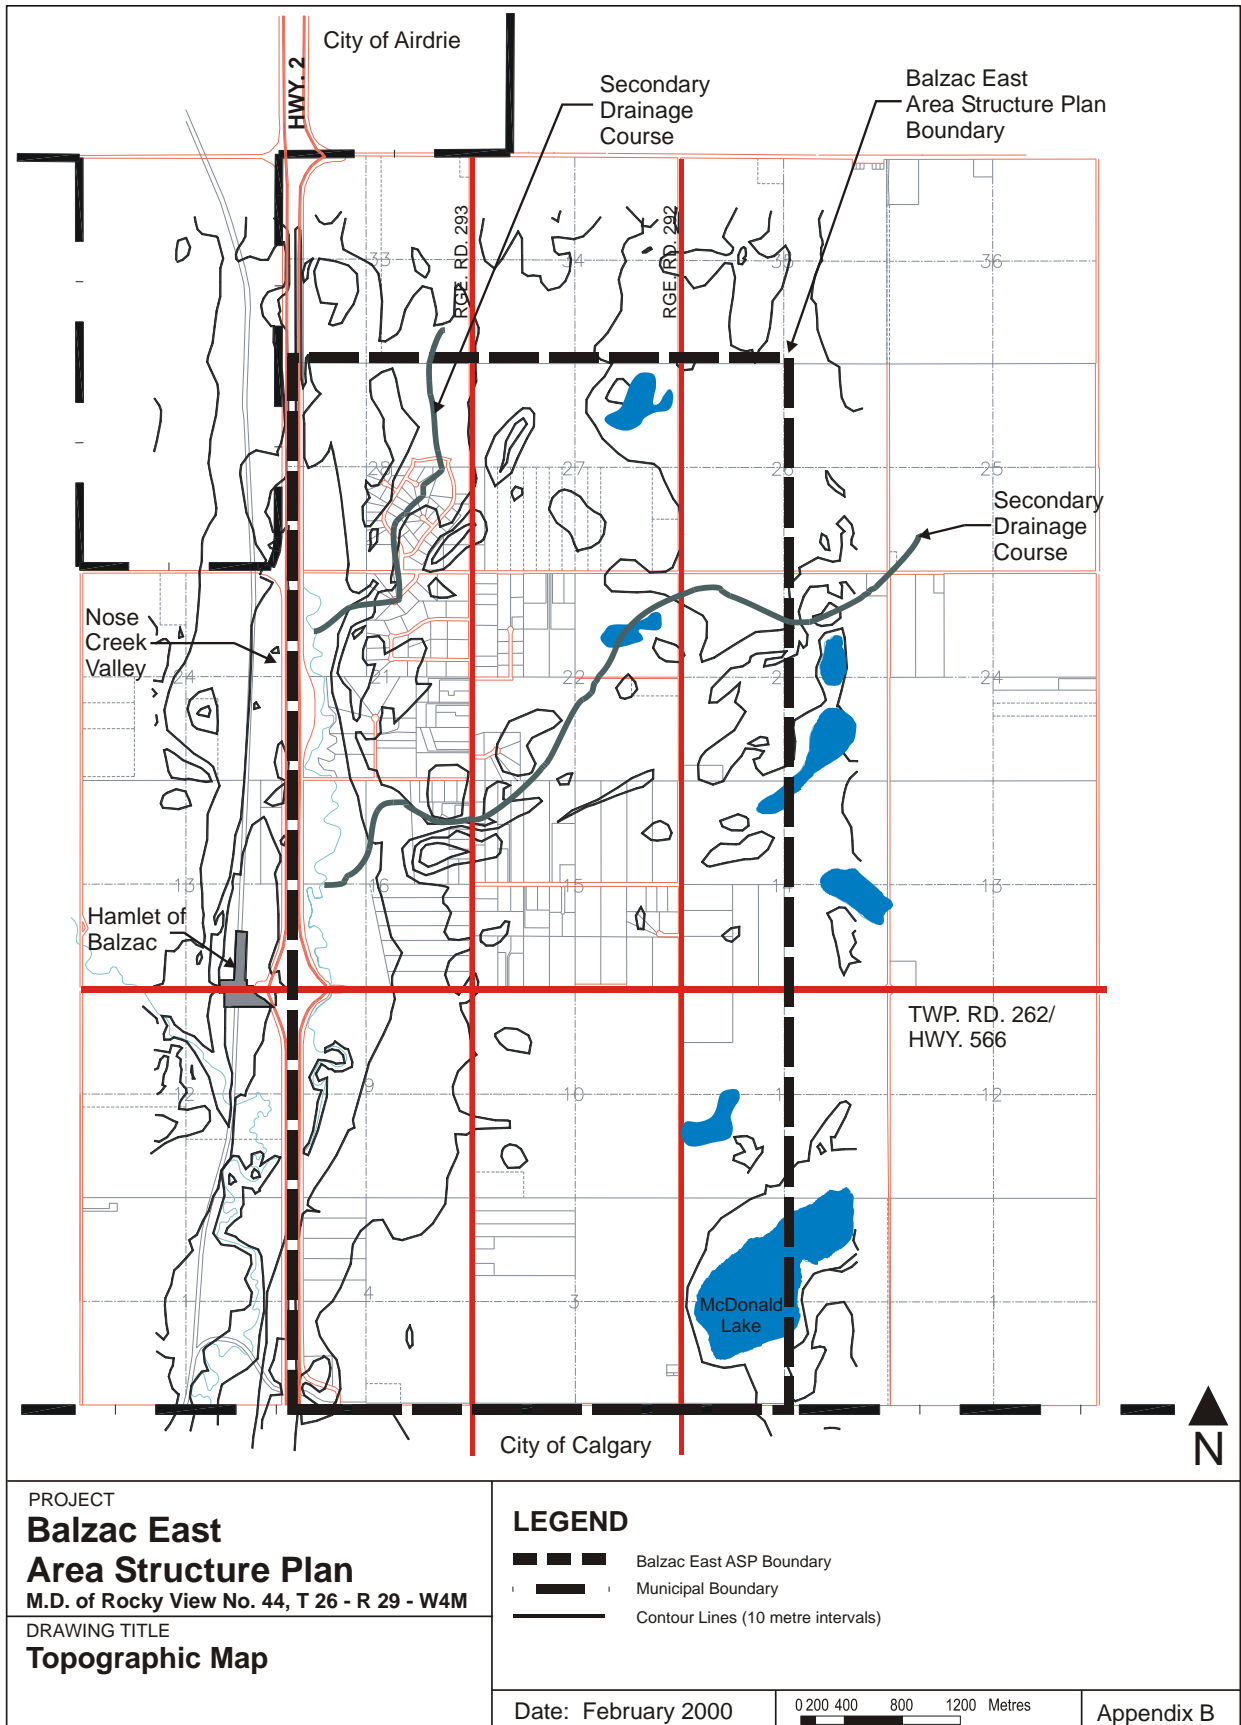 City of Airdrie
HWY. 2
Secondary
Drainage
Course
Balzac East
Area Structure Plan
Boundary
RGE. RD. 293
RGE. RD. 292
33
34
35
36
28
27
26
25
Secondary
Drainage
Course
Nose
Creek
Valley
24
21
22
23
24
13
16
15
14
13
Hamlet of
Balzac
TWP. RD. 262/
HWY. 566
12
9
10
11
12
1
4
3
1
McDonald
Lake
City of Calgary
N
PROJECT
Balzac East
Area Structure Plan
M.D. of Rocky View No. 44, T 26 - R 29 - W4M
DRAWING TITLE
Topographic Map
LEGEND
Balzac East ASP Boundary
Municipal Boundary
Contour Lines (10 metre intervals)
Date: February 2000
0 200 400 800 1200 Metres
Appendix B